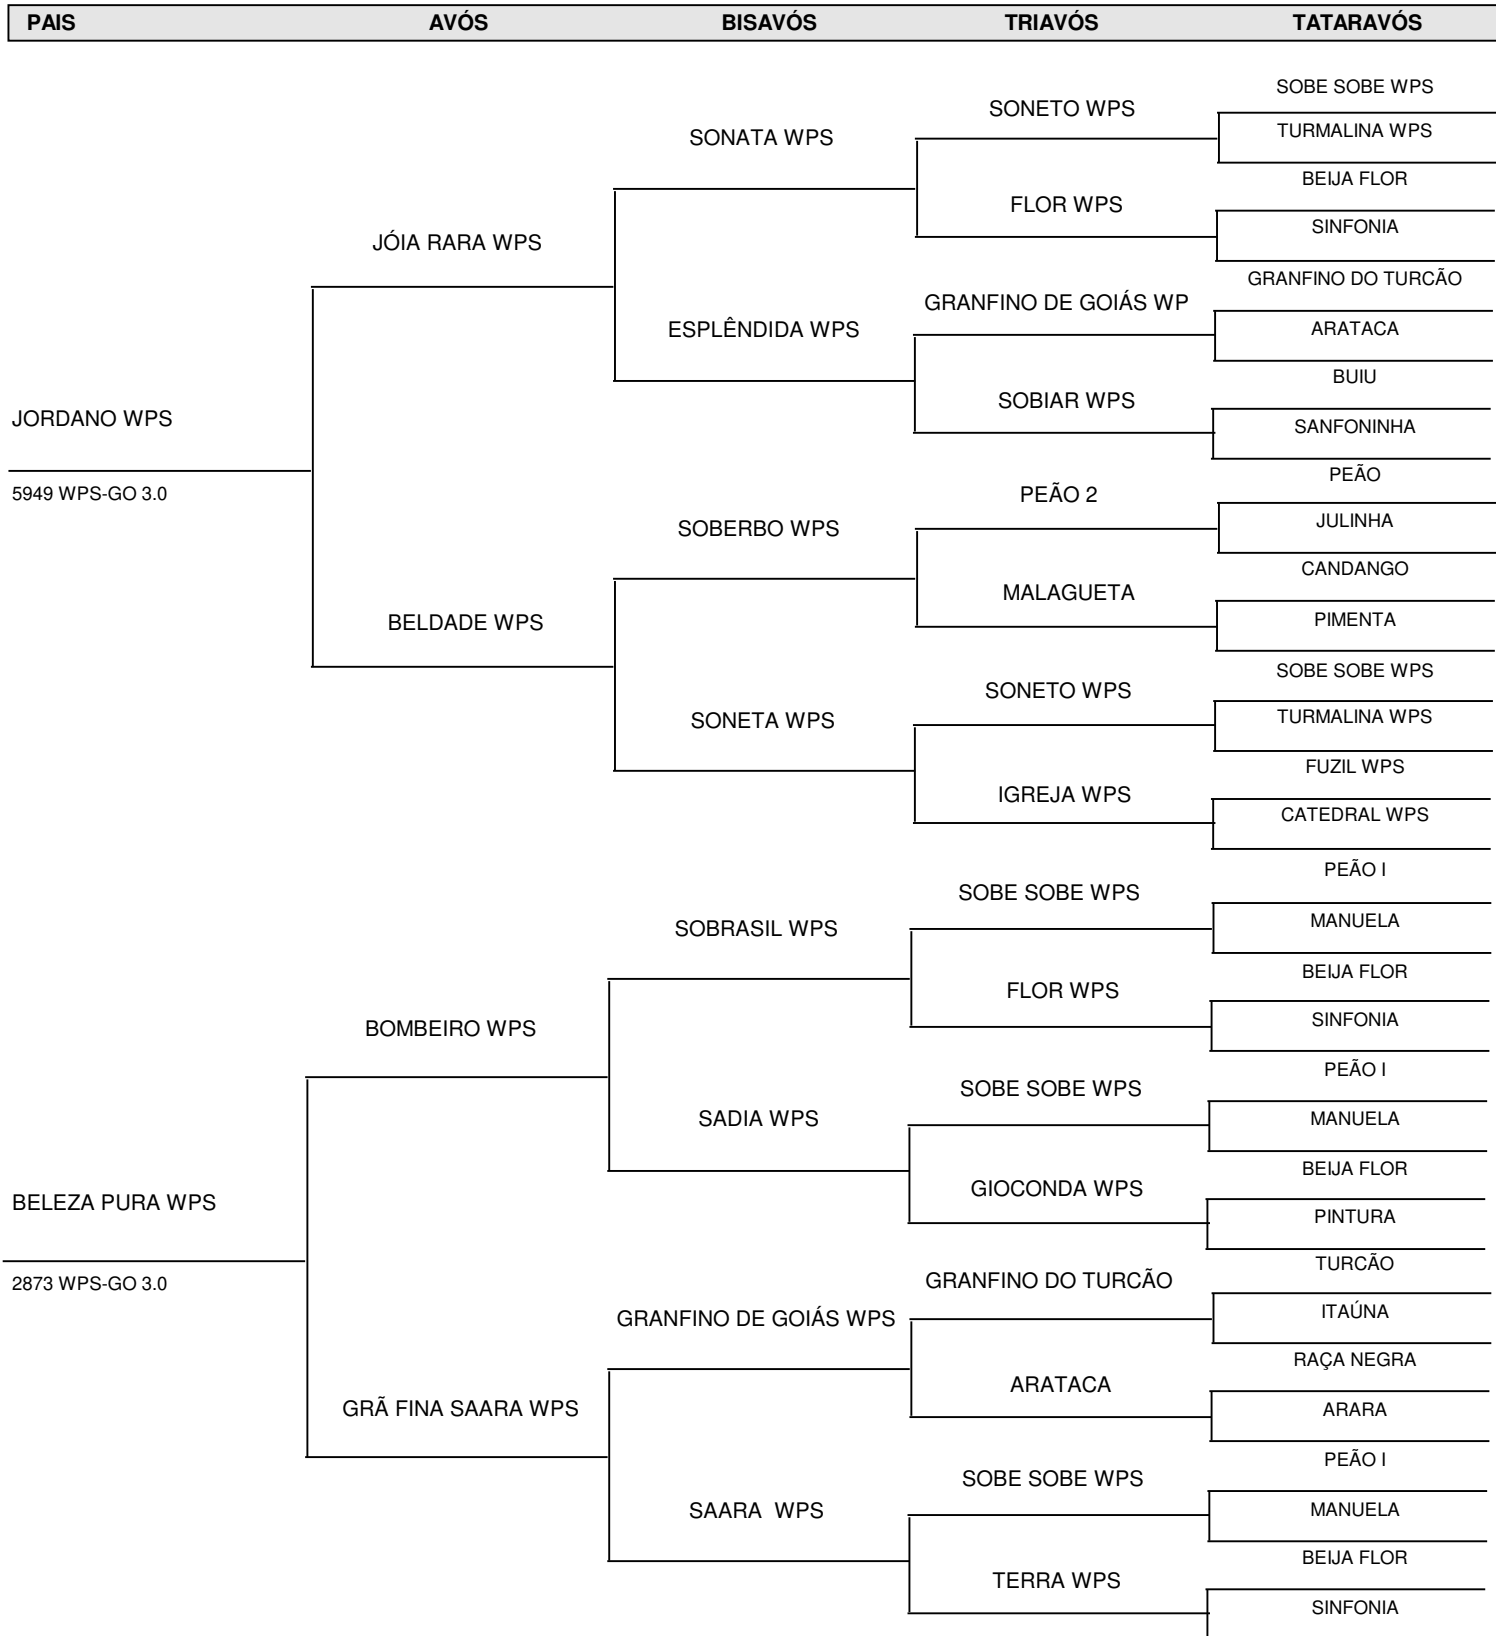 PAIS AVÓS BISAVÓS TRIAVÓS TATARAVÓS
SOBE SOBE WPS
SONETO WPS
TURMALINA WPS
SONATA WPS
BEIJA FLOR
FLOR WPS
SINFONIA
JÓIA RARA WPS
GRANFINO DO TURCÃO
GRANFINO DE GOIÁS WP
ARATACA
ESPLÊNDIDA WPS
BUIU
SOBIAR WPS
SANFONINHA
JORDANO WPS
PEÃO
5949 WPS-GO 3.0
PEÃO 2
JULINHA
SOBERBO WPS
CANDANGO
MALAGUETA
PIMENTA
BELDADE WPS
SOBE SOBE WPS
SONETO WPS
TURMALINA WPS
SONETA WPS
FUZIL WPS
IGREJA WPS
CATEDRAL WPS
PEÃO I
SOBE SOBE WPS
MANUELA
SOBRASIL WPS
BEIJA FLOR
FLOR WPS
SINFONIA
BOMBEIRO WPS
PEÃO I
SOBE SOBE WPS
MANUELA
SADIA WPS
BEIJA FLOR
GIOCONDA WPS
PINTURA
BELEZA PURA WPS
TURCÃO
2873 WPS-GO 3.0
GRANFINO DO TURCÃO
ITAÚNA
GRANFINO DE GOIÁS WPS
RAÇA NEGRA
ARATACA
ARARA
GRÃ FINA SAARA WPS
PEÃO I
SOBE SOBE WPS
MANUELA
SAARA WPS
BEIJA FLOR
TERRA WPS
SINFONIA